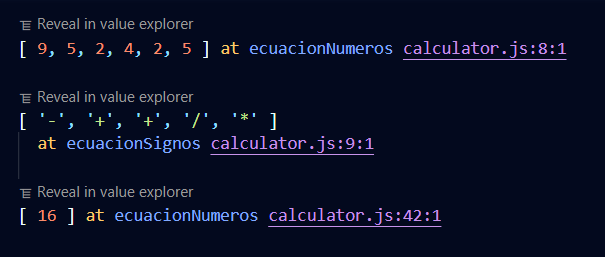 Reveal in value explorer
[ 9, 5, 2, 4, 2, 5 ] at ecuacionNumeros calculator.js:8:1
Reveal in value explorer
[ '-', '+', '+', '/', '*' ]
at ecuacionSignos calculator.js:9:1
Reveal in value explorer
[ 16 ] at ecuacionNumeros calculator.js:42:1